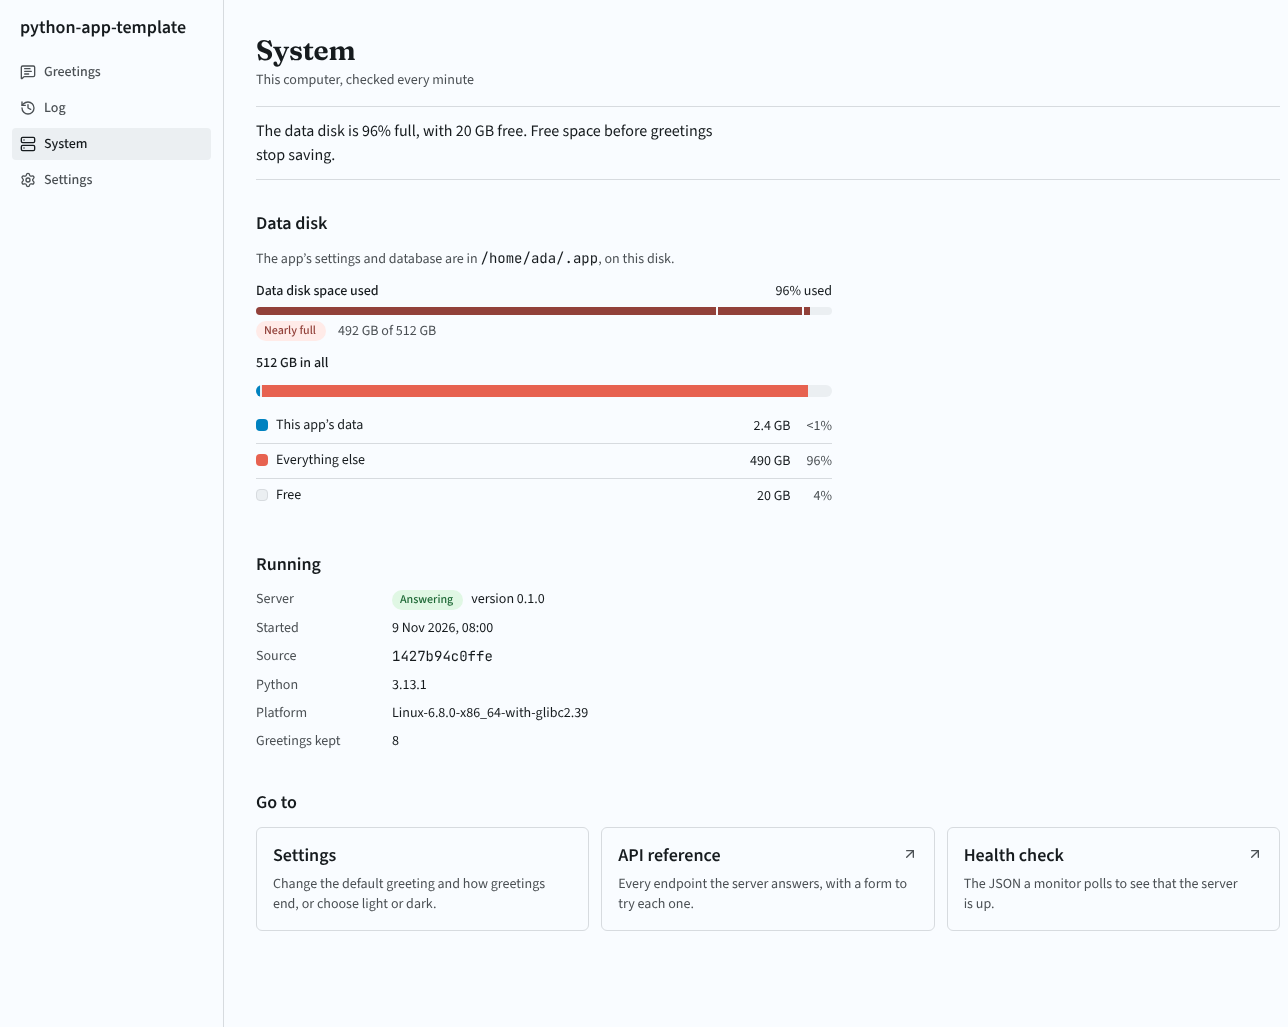 python-app-template
Greetings
Log
System
Settings
System
This computer, checked every minute
The data disk is 96% full, with 20 GB free. Free space before greetings
stop saving.
Data disk
The app’s settings and database are in /home/ada/.app, on this disk.
Data disk space used 96% used
Nearly full 492 GB of 512 GB
512 GB in all
This app’s data 2.4 GB <1%
Everything else 490 GB 96%
Free 20 GB 4%
Running
Server Answering version 0.1.0
Started 9 Nov 2026, 08:00
Source 1427b94c0ffe
Python 3.13.1
Platform Linux-6.8.0-x86_64-with-glibc2.39
Greetings kept 8
Go to
Settings
Change the default greeting and how greetings
end, or choose light or dark.
API reference
Every endpoint the server answers, with a form to
try each one.
Health check
The JSON a monitor polls to see that the server
is up.